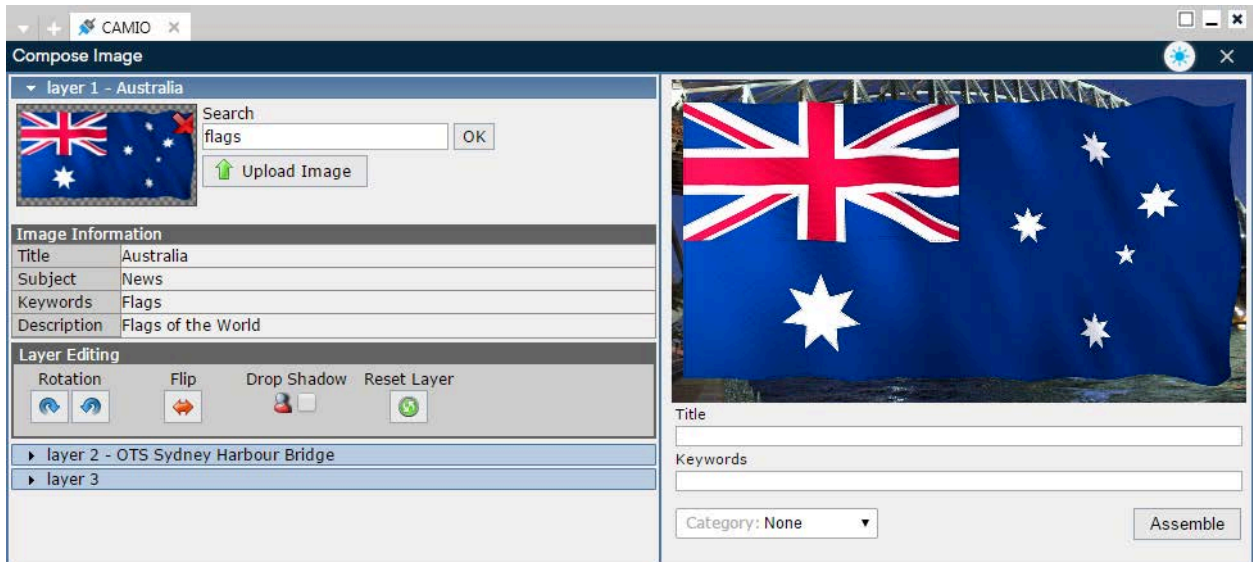 CAMIO
Compose Image
layer 1 - Australia
Search
flags
OK
Upload Image
Image Information
Title Australia
Subject News
Keywords Flags
Description Flags of the World
Layer Editing
Rotation Flip Drop Shadow Reset Layer
layer 2 - OTS Sydney Harbour Bridge
layer 3
Title
Keywords
Category: None
Assemble